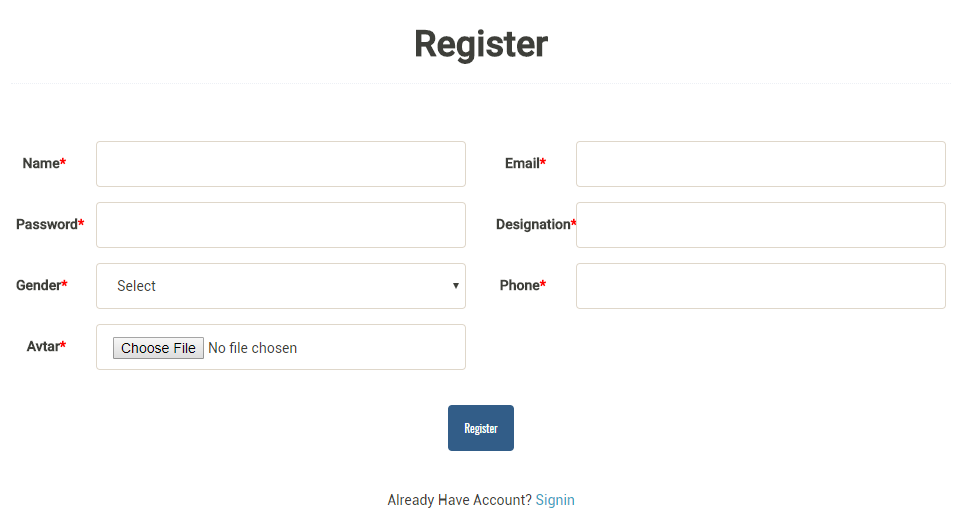 Register
Name* Email*
Password* Designation*
Gender* Select Phone*
Avtar* Choose File No file chosen
Register
Already Have Account? Signin